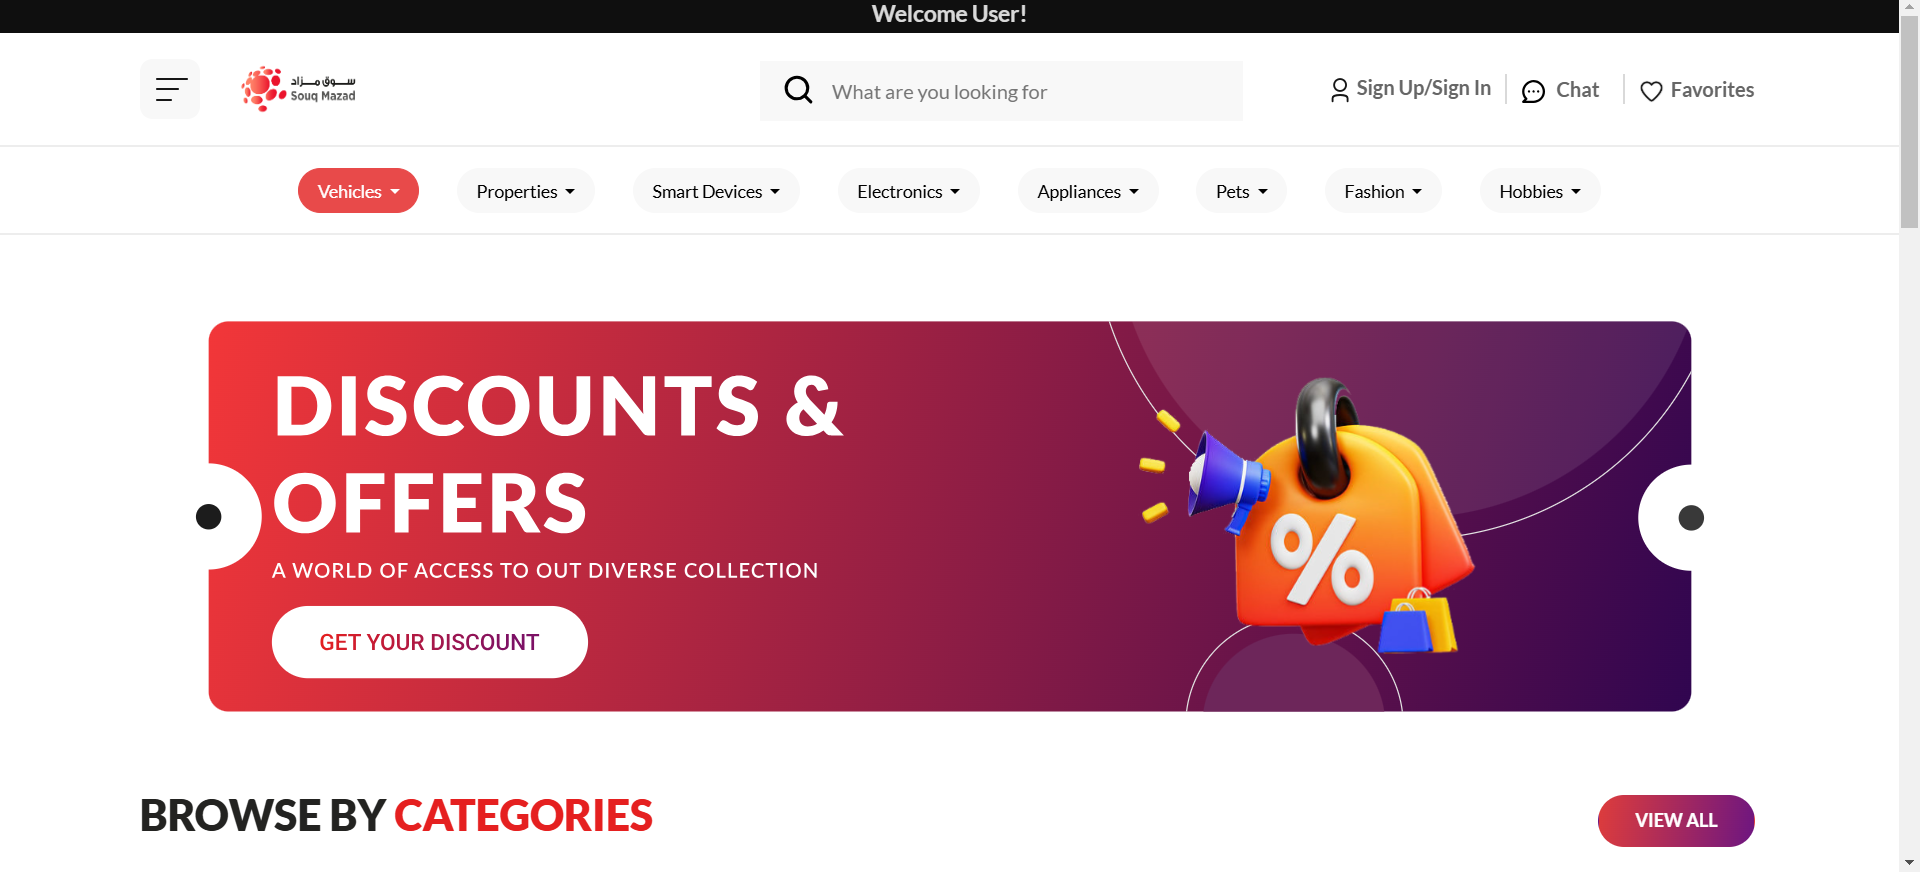 Welcome User!
سوق مزاد
Souq Mazad
What are you looking for
Sign Up/Sign In
Chat
Favorites
Vehicles
Properties
Smart Devices
Electronics
Appliances
Pets
Fashion
Hobbies
DISCOUNTS &
OFFERS
A WORLD OF ACCESS TO OUT DIVERSE COLLECTION
GET YOUR DISCOUNT
%
BROWSE BY CATEGORIES
VIEW ALL